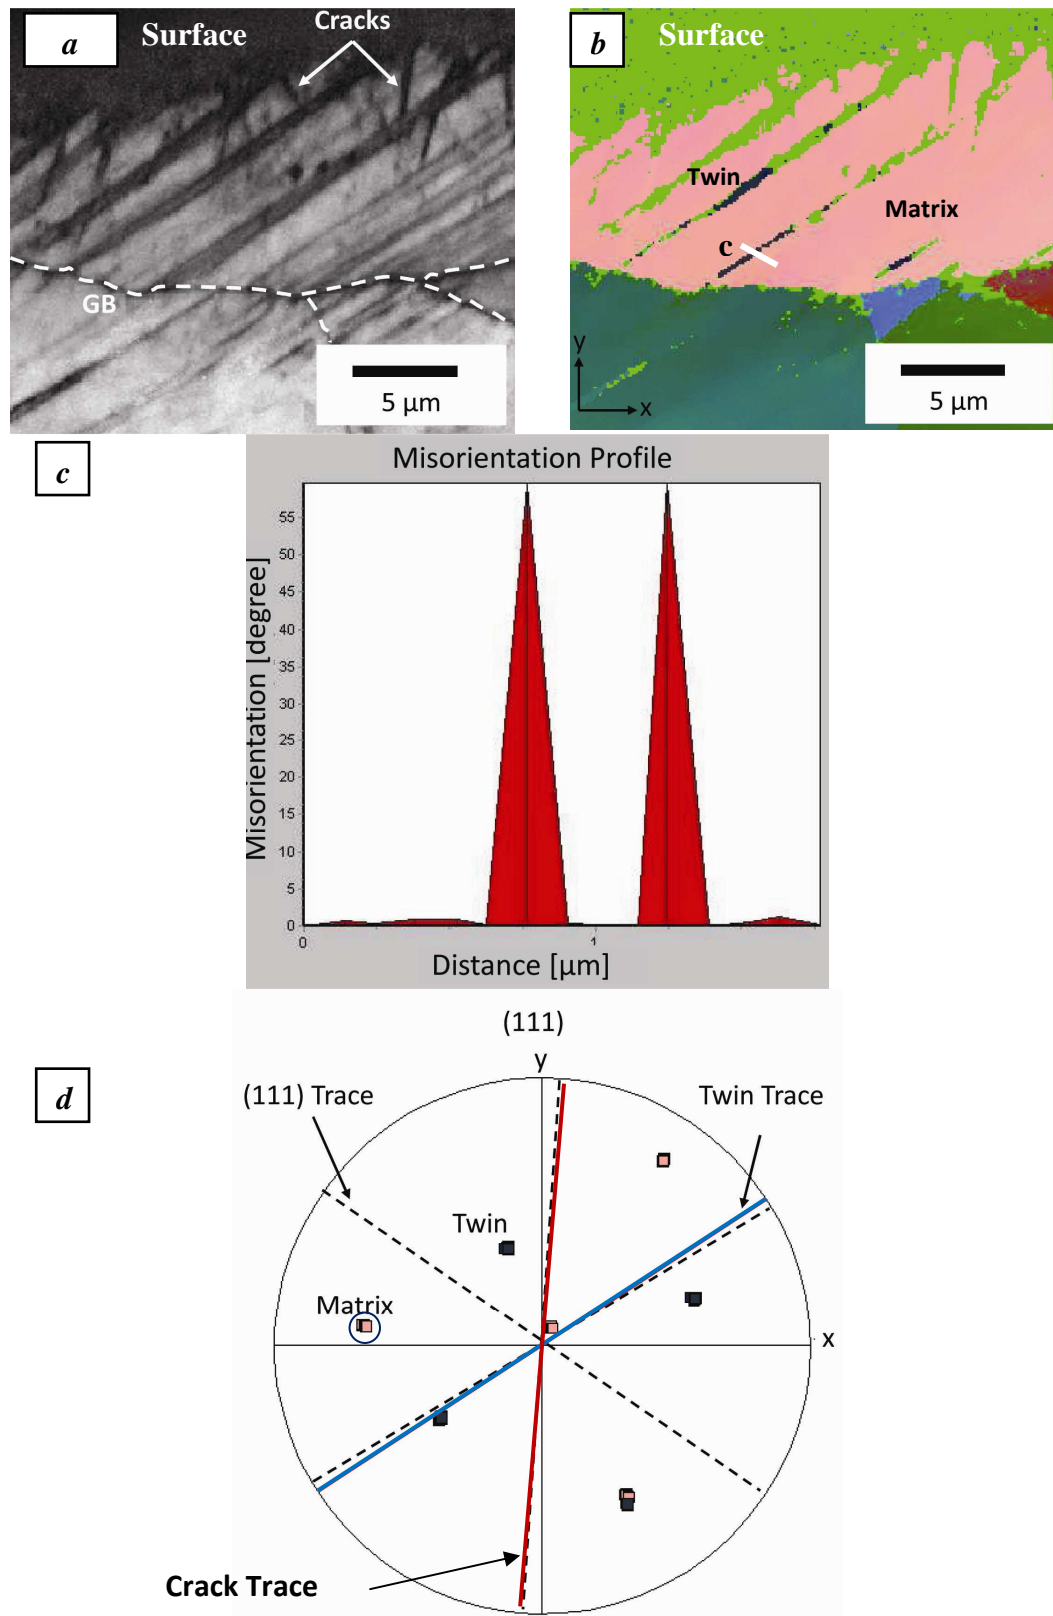 a
Surface
Cracks
GB
5 µm
b
Surface
Twin
Matrix
c
y
x
5 µm
c
Misorientation Profile
Misorientation [degree]
55
50
45
40
35
30
25
20
15
10
5
0
0
1
Distance [µm]
d
(111)
y
(111) Trace
Twin Trace
Twin
Matrix
x
Crack Trace